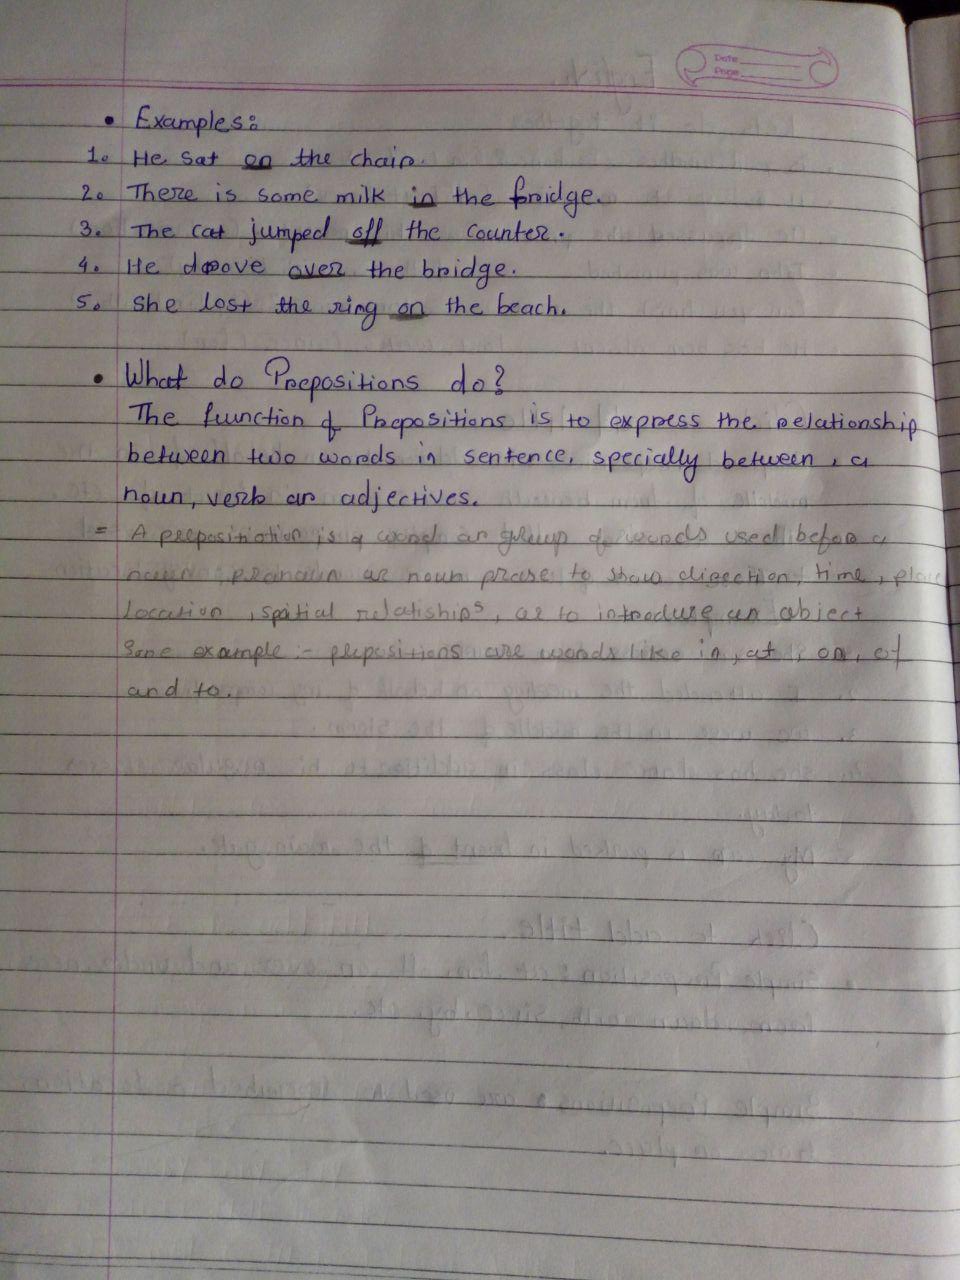 Date
Page
• Examples:
1. He sat on the chair.
2. There is some milk in the fridge.
3. The cat jumped off the counter.
4. He droove over the bridge.
5. She lost the ring on the beach.
• What do Prepositions do?
The function of Prepositions is to express the relationship
between two words in sentence, specially between, a
noun, verb or adjectives.
= A prepositiotion is a word or group of words used before a
noun, pronoun or noun prase to show digection, time, place
location, spatial relatiships, or to introduse an object
Some example :- prepositions are words like in, at, on, of
and to.